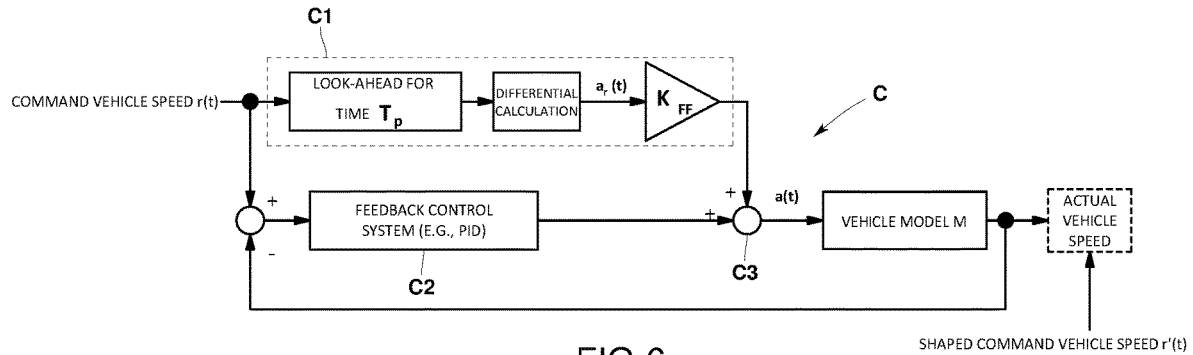 C1
LOOK-AHEAD FOR
TIME Tp
DIFFERENTIAL
CALCULATION
ar (t)
K FF
COMMAND VEHICLE SPEED r(t)
C
+
-
FEEDBACK CONTROL
SYSTEM (E.G., PID)
C2
+
+
C3
a(t)
VEHICLE MODEL M
ACTUAL
VEHICLE
SPEED
SHAPED COMMAND VEHICLE SPEED r'(t)